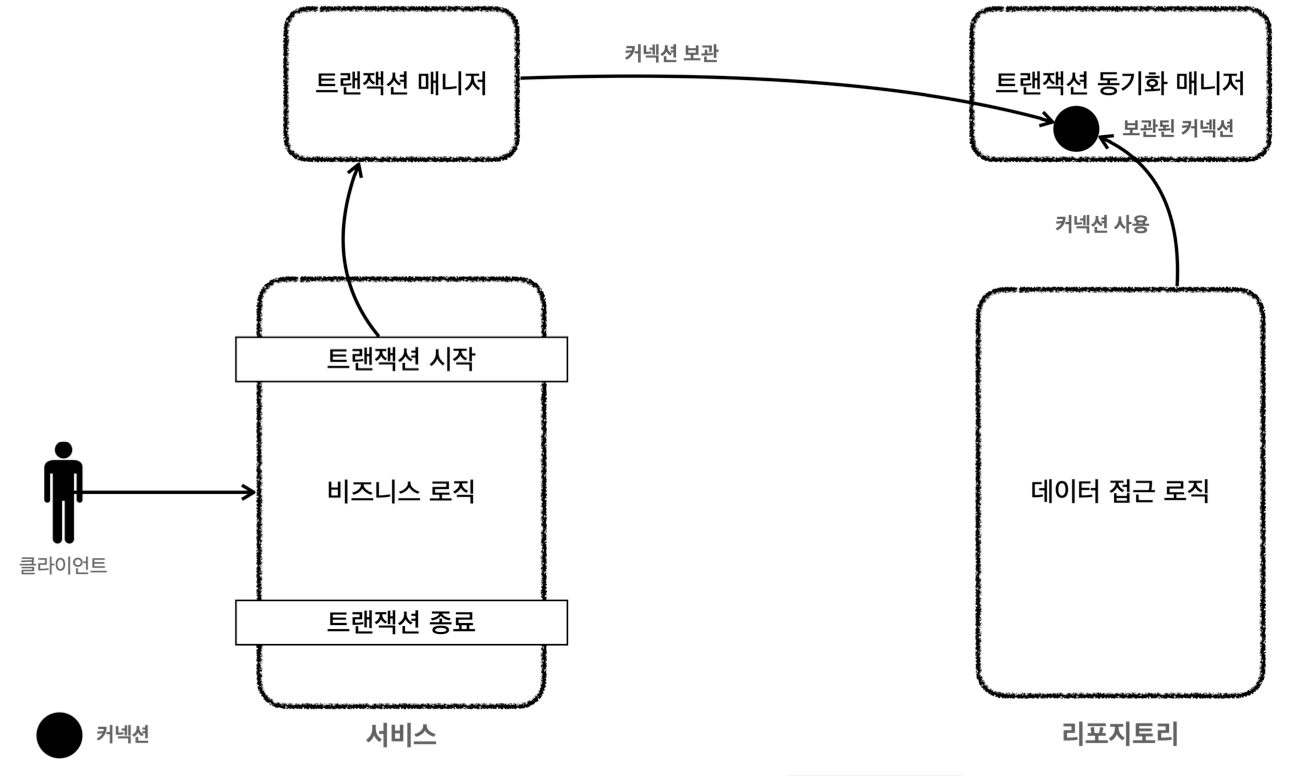 커넥션 보관
트랜잭션 매니저
트랜잭션 동기화 매니저
보관된 커넥션
커넥션 사용
트랜잭션 시작
비즈니스 로직
데이터 접근 로직
클라이언트
트랜잭션 종료
커넥션
서비스
리포지토리